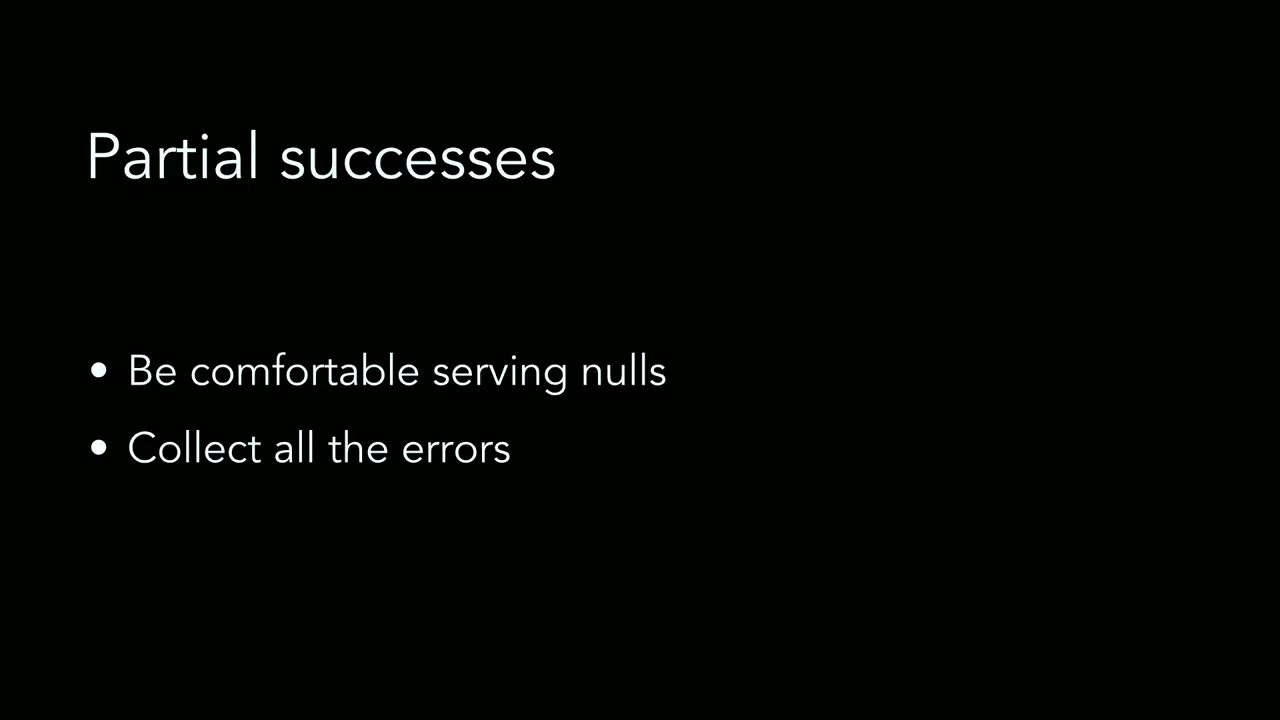 Partial successes
• Be comfortable serving nulls
• Collect all the errors